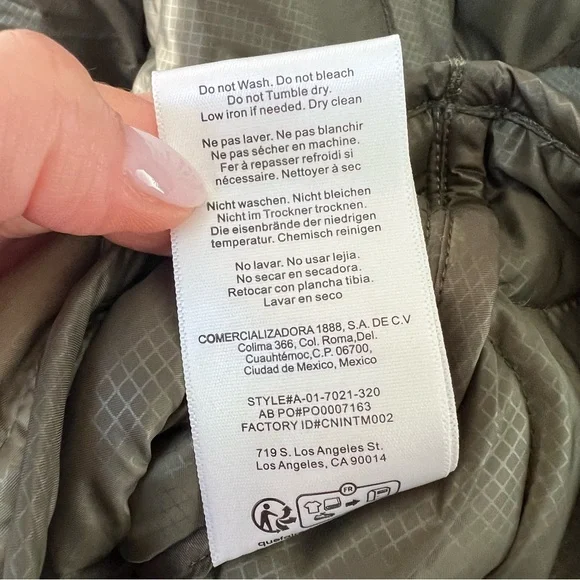 Do not Wash. Do not bleach
Do not Tumble dry.
Low iron if needed. Dry clean
Ne pas laver. Ne pas blanchir
Ne pas sécher en machine.
Fer à repasser refroidi si
nécessaire. Nettoyer à sec
Nicht waschen. Nicht bleichen
Nicht im Trockner trocknen.
Die eisenbrände der niedrigen
temperatur. Chemisch reinigen
No lavar. No usar lejia.
No secar en secadora.
Retocar con plancha tibia.
Lavar en seco
COMERCIALIZADORA 1888, S.A. DE C.V
Colima 366, Col. Roma,Del.
Cuauhtémoc,C.P. 06700,
Ciudad de Mexico, Mexico
STYLE#A-01-7021-320
AB PO#PO0007163
FACTORY ID#CNINTM002
719 S. Los Angeles St.
Los Angeles, CA 90014
FR